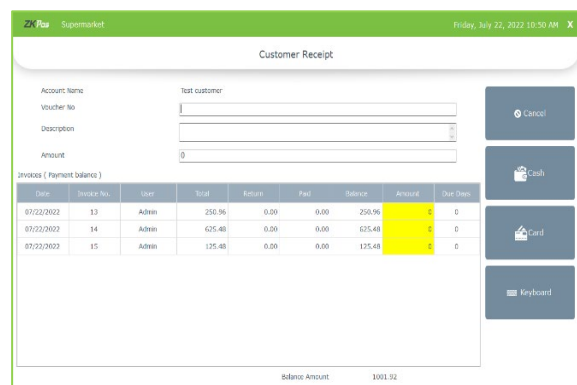 ZKPos Supermarket Friday, July 22, 2022 10:50 AM X
Customer Receipt
Account Name Test customer
Voucher No
Description
Amount 0
Invoices ( Payment balance )
Date Invoice No. User Total Return Paid Balance Amount Due Days
07/22/2022 13 Admin 250.96 0.00 0.00 250.96 0 0
07/22/2022 14 Admin 625.48 0.00 0.00 625.48 0 0
07/22/2022 15 Admin 125.48 0.00 0.00 125.48 0 0
Balance Amount 1001.92
Cancel
Cash
Card
Keyboard